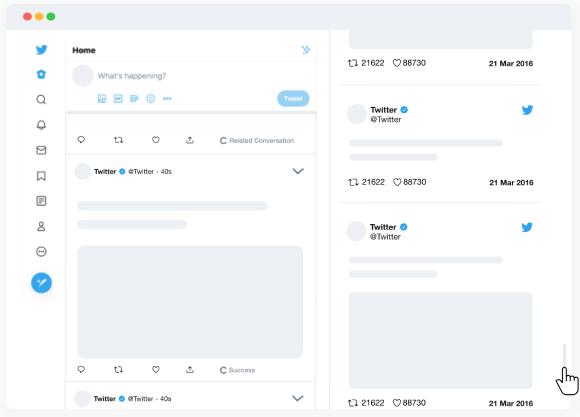 Home
What's happening?
GIF
Tweet
Related Conversation
Twitter @Twitter - 40s
Success
Twitter @Twitter - 40s
21622 88730 21 Mar 2016
Twitter
@Twitter
21622 88730 21 Mar 2016
Twitter
@Twitter
21622 88730 21 Mar 2016